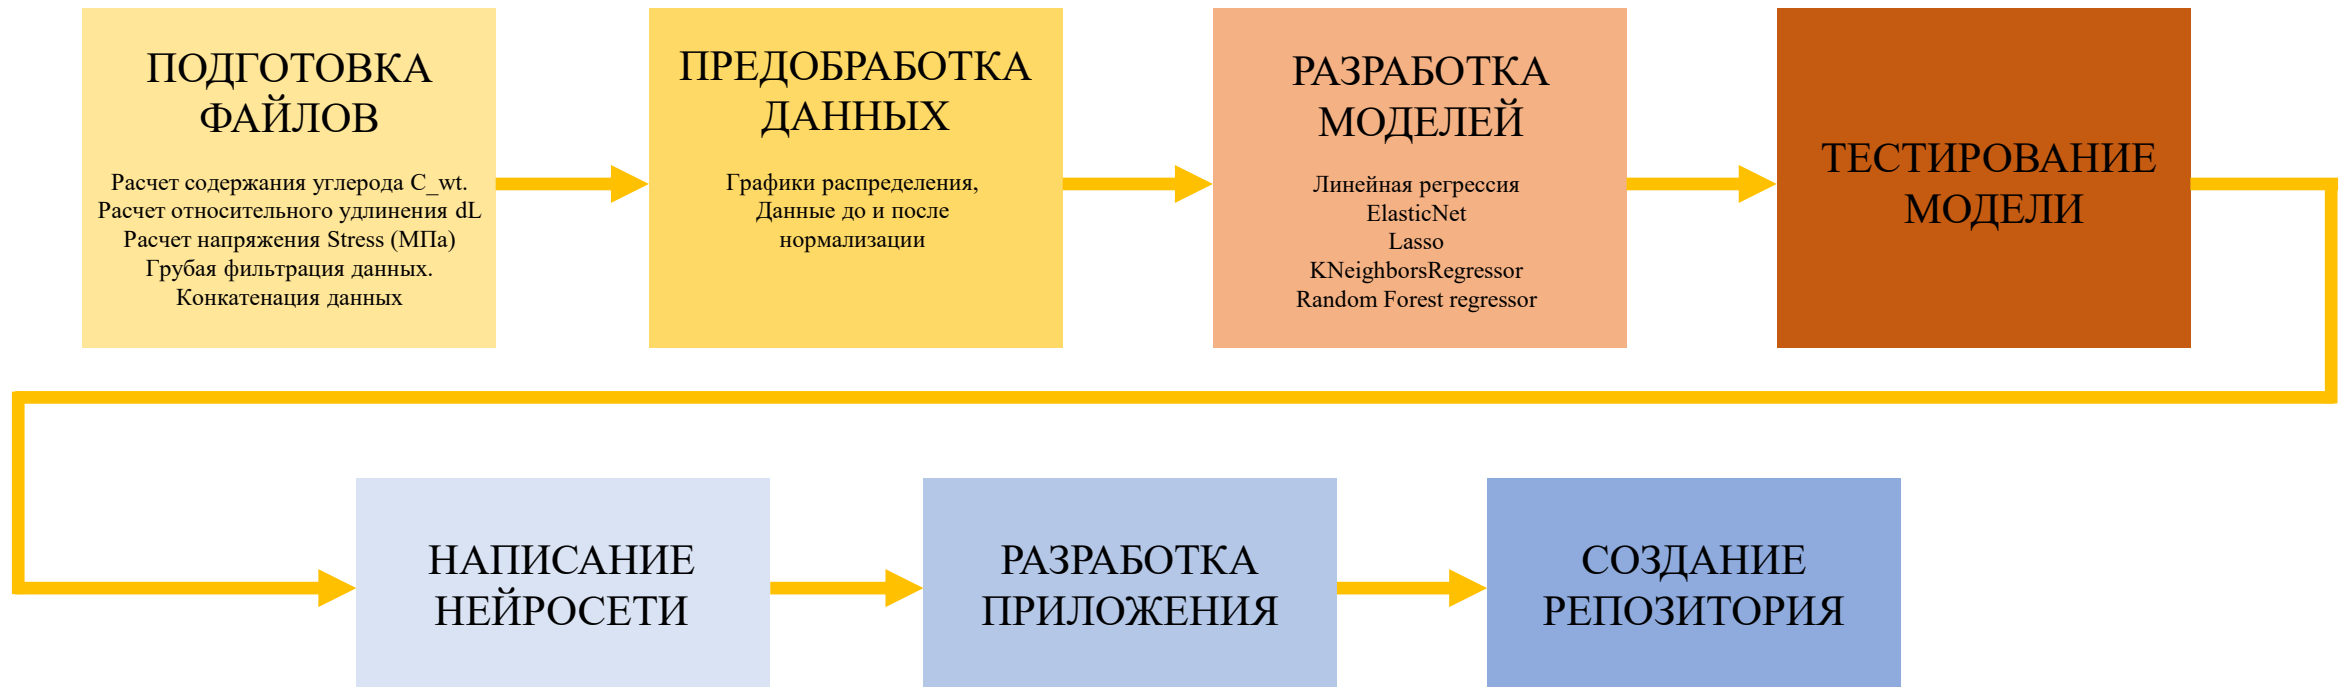 ПОДГОТОВКА
ФАЙЛОВ
Расчет содержания углерода C_wt.
Расчет относительного удлинения dL
Расчет напряжения Stress (МПа)
Грубая фильтрация данных.
Конкатенация данных
ПРЕДОБРАБОТКА
ДАННЫХ
Графики распределения,
Данные до и после
нормализации
РАЗРАБОТКА
МОДЕЛЕЙ
Линейная регрессия
ElasticNet
Lasso
KNeighborsRegressor
Random Forest regressor
ТЕСТИРОВАНИЕ
МОДЕЛИ
НАПИСАНИЕ
НЕЙРОСЕТИ
РАЗРАБОТКА
ПРИЛОЖЕНИЯ
СОЗДАНИЕ
РЕПОЗИТОРИЯ